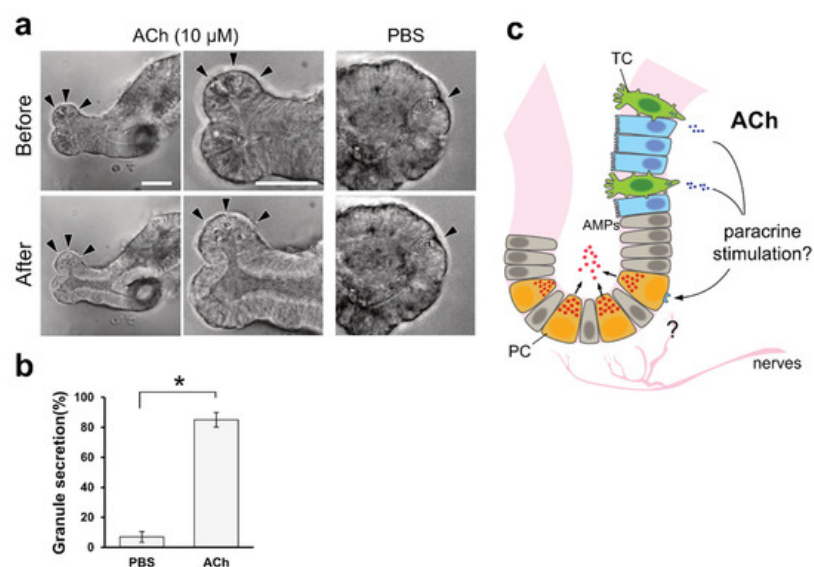 a
ACh (10 µM)
PBS
Before
After
b
*
Granule secretion(%)
100
80
60
40
20
0
PBS
ACh
c
TC
ACh
AMPs
paracrine
stimulation?
?
PC
nerves